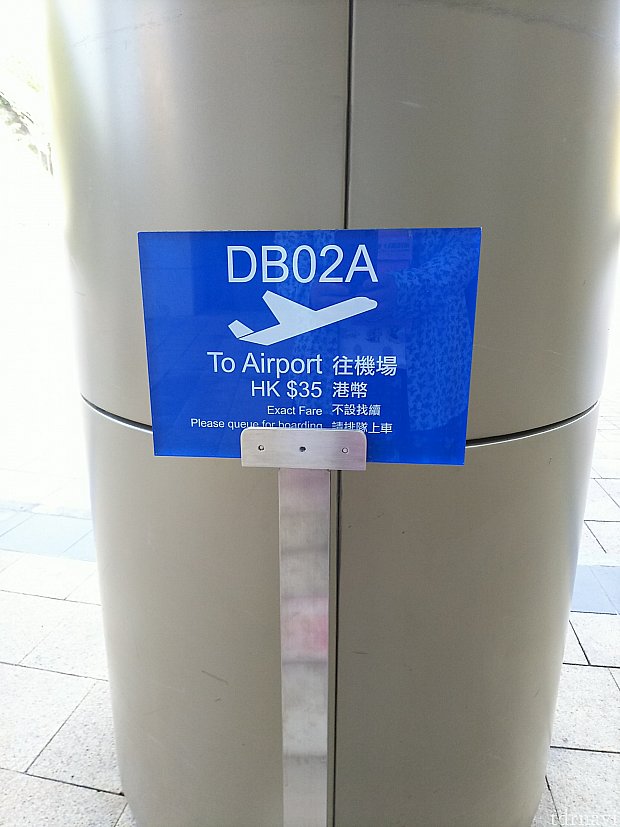 DB02A
To Airport 往機場
HK $35 港幣
Exact Fare 不設找續
Please queue for boarding 請排隊上車